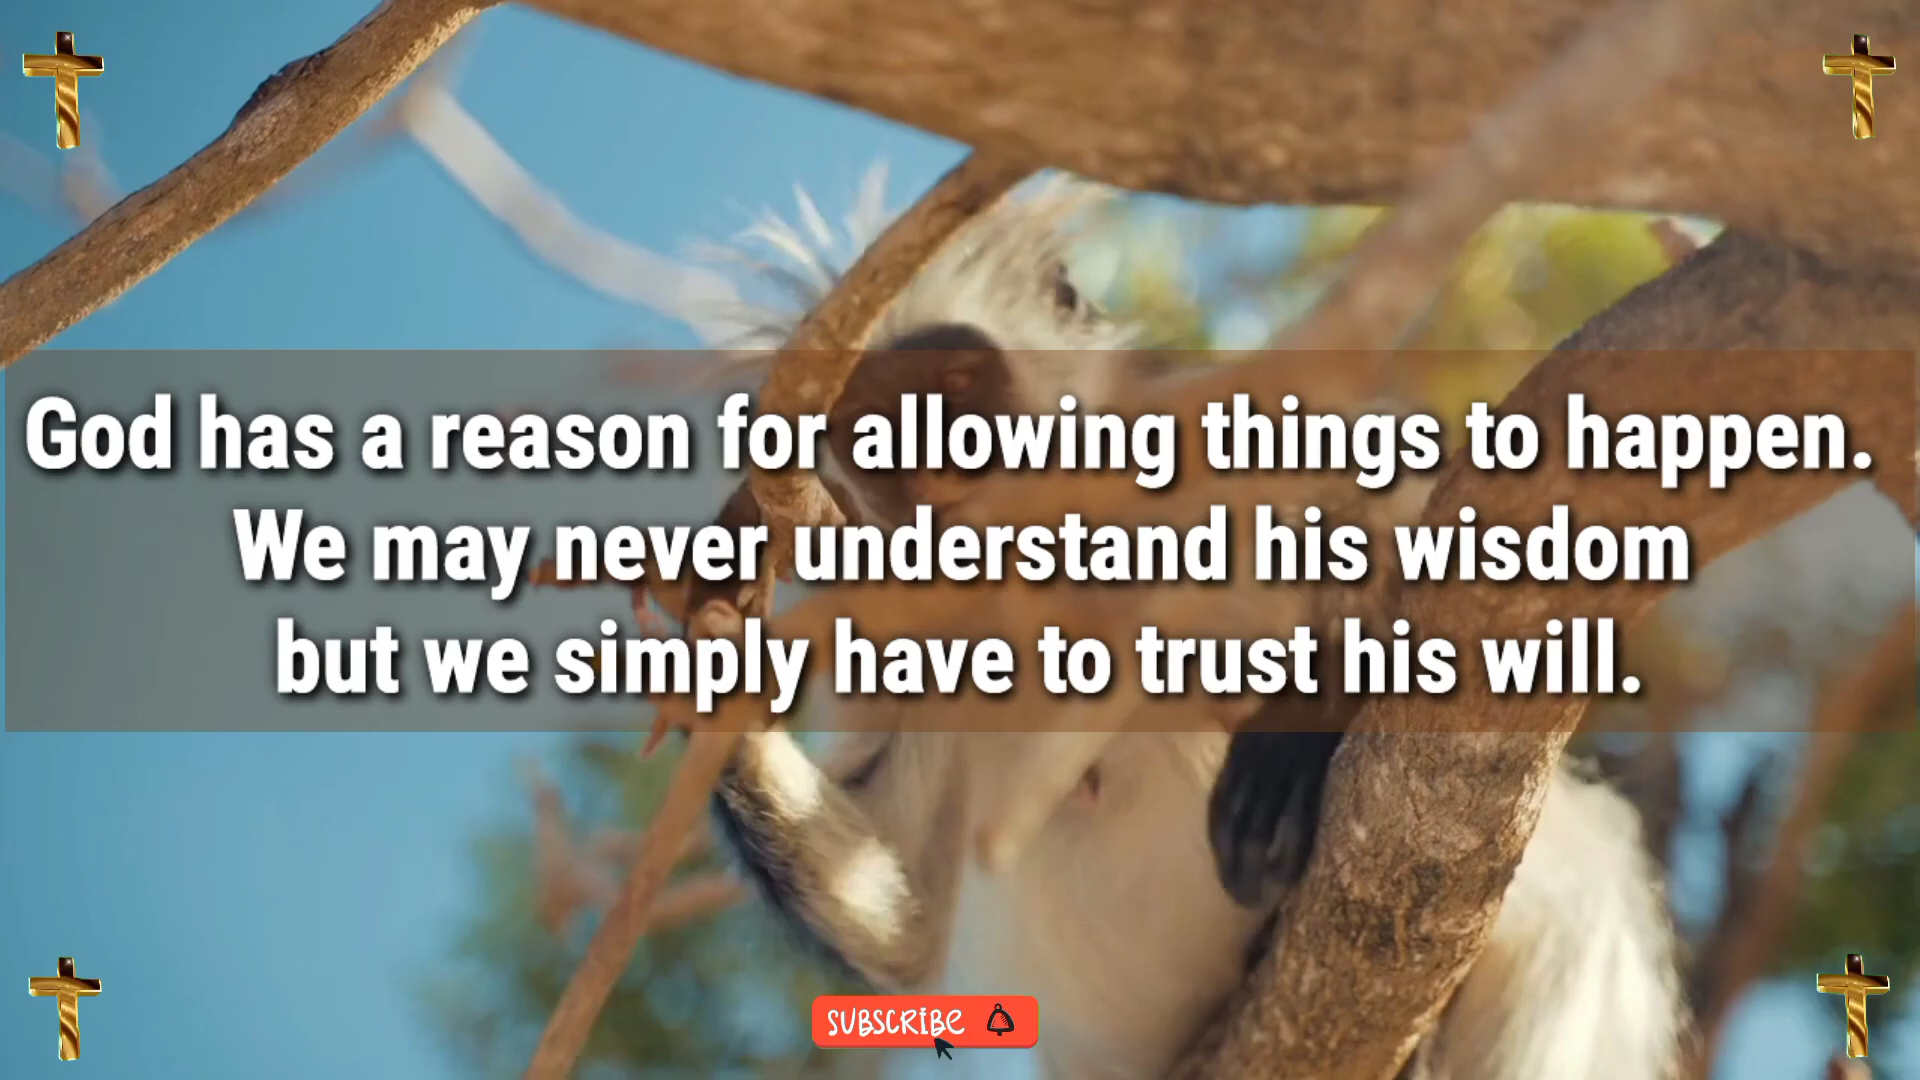 God has a reason for allowing things to happen.
We may never understand his wisdom
but we simply have to trust his will.
SUBSCRIBE